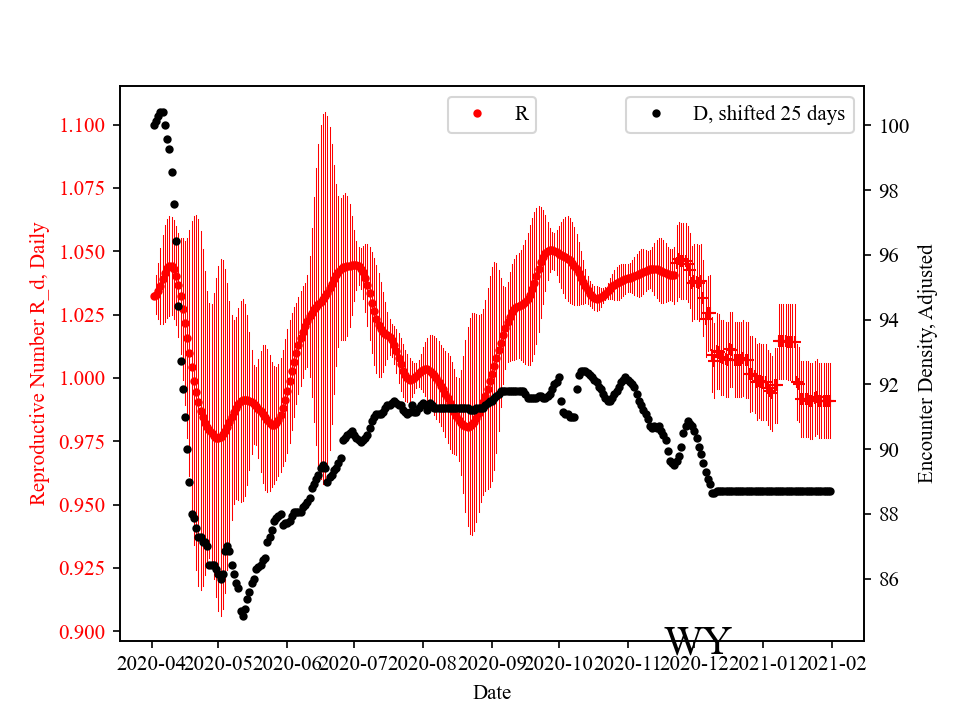 R
D, shifted 25 days
1.100
1.075
1.050
1.025
1.000
0.975
0.950
0.925
0.900
Reproductive Number R_d, Daily
100
98
96
94
92
90
88
86
Encounter Density, Adjusted
WY
2020-04 2020-05 2020-06 2020-07 2020-08 2020-09 2020-10 2020-11 2020-12 2021-01 2021-02
Date